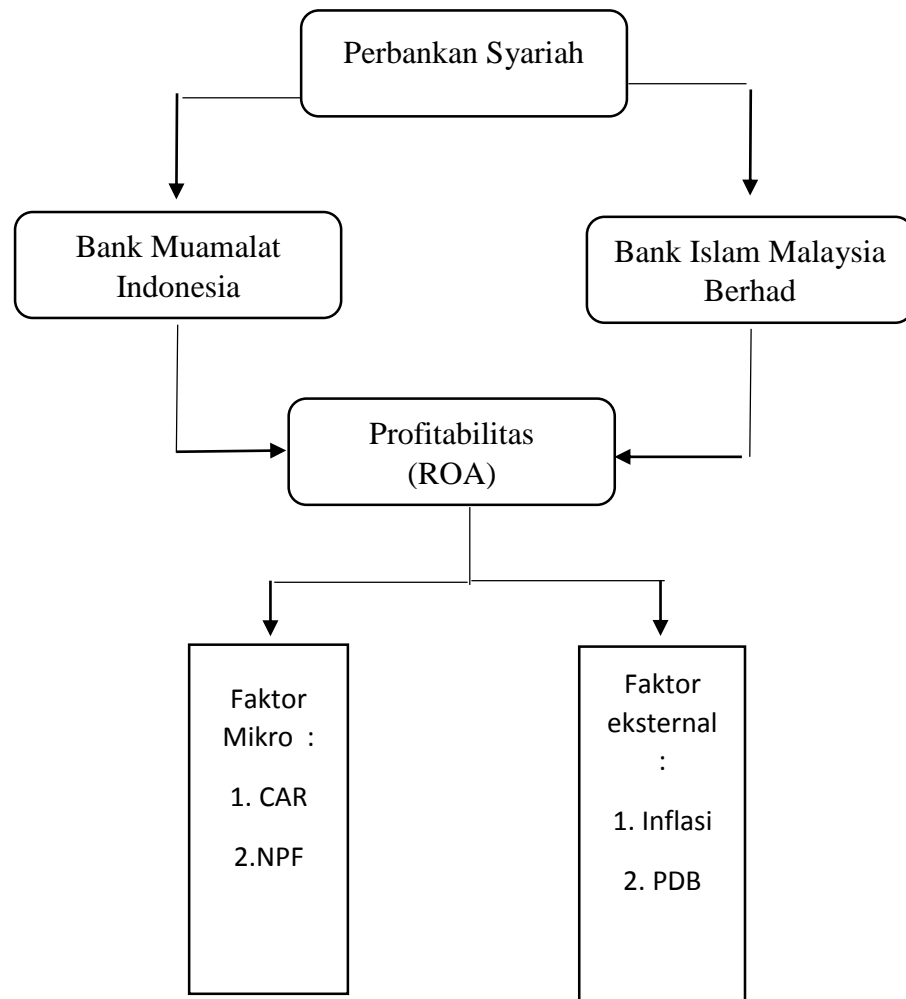 Perbankan Syariah
Bank Muamalat
Indonesia
Bank Islam Malaysia
Berhad
Profitabilitas
(ROA)
Faktor
Mikro :
1. CAR
2.NPF
Faktor
eksternal
:
1. Inflasi
2. PDB